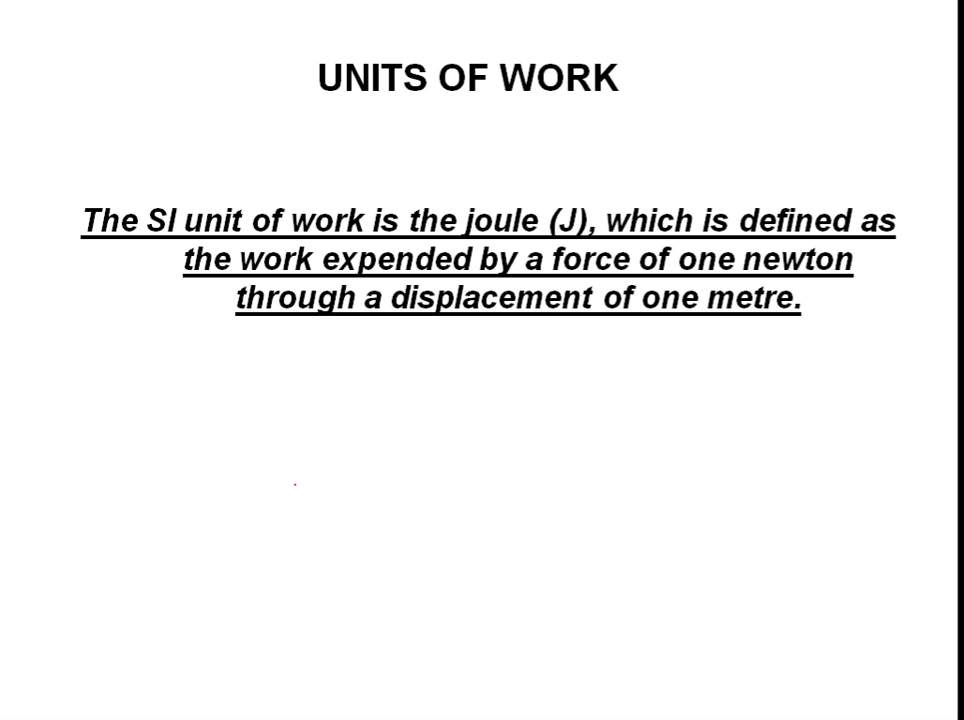 UNITS OF WORK
The SI unit of work is the joule (J), which is defined as
the work expended by a force of one newton
through a displacement of one metre.